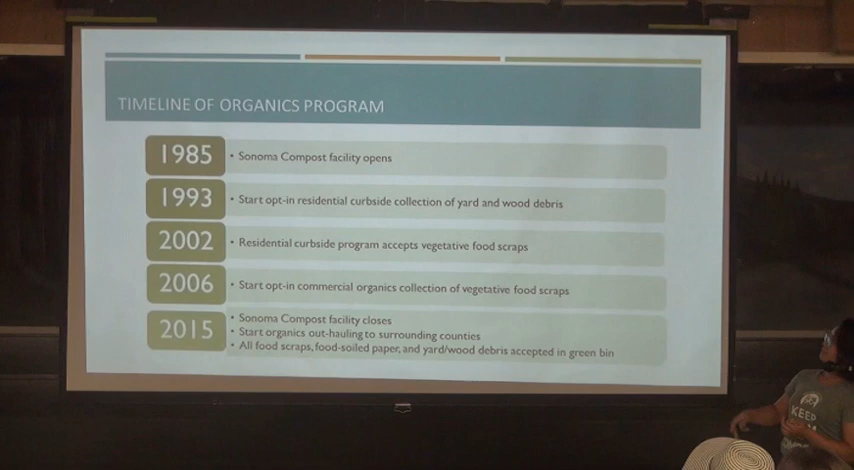 TIMELINE OF ORGANICS PROGRAM
1985
• Sonoma Compost facility opens
1993
• Start opt-in residential curbside collection of yard and wood debris
2002
• Residential curbside program accepts vegetative food scraps
2006
• Start opt-in commercial organics collection of vegetative food scraps
2015
• Sonoma Compost facility closes
• Start organics out-hauling to surrounding counties
• All food scraps, food-soiled paper, and yard/wood debris accepted in green bin
KEEP